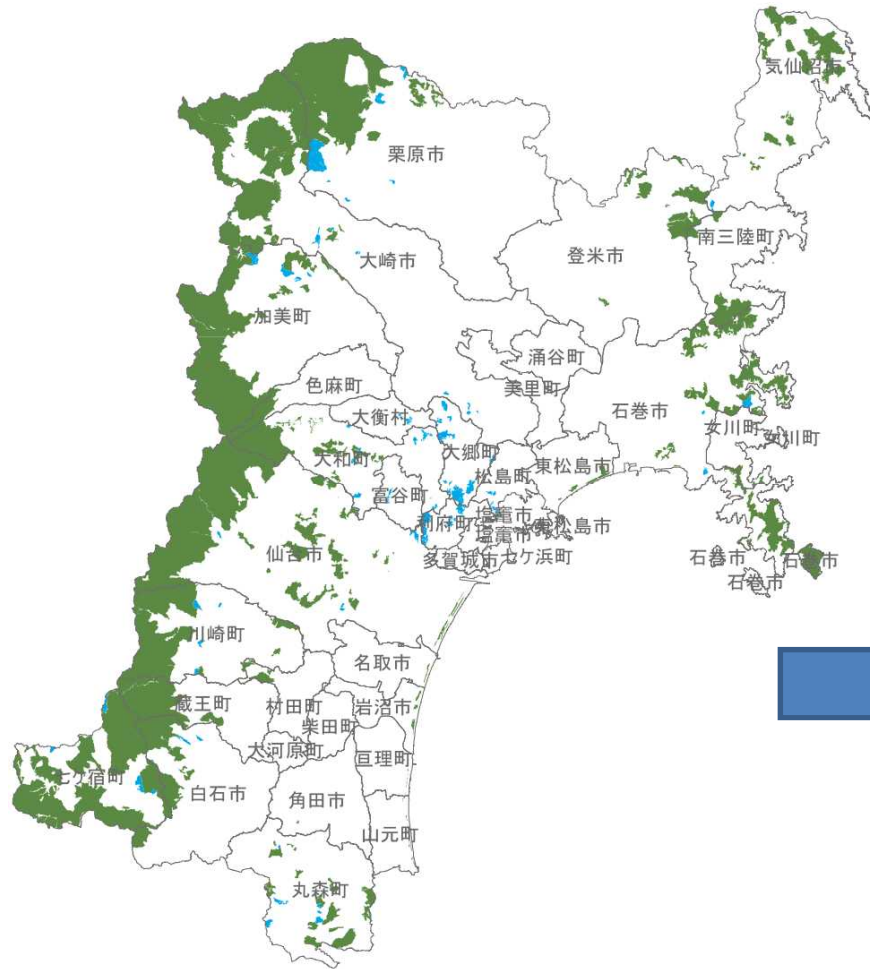 気仙沼市
栗原市
南三陸町
登米市
大崎市
加美町
涌谷町
色麻町
美里町
大衡村
石巻市
女川町
女川町
大郷町
大和町
松島町
東松島市
富谷町
塩竈市
利府町
東松島市
塩竈市
仙台市
多賀城市
七ケ浜町
石巻市
石巻市
石巻市
川崎町
名取市
蔵王町
村田町
岩沼市
柴田町
大河原町
亘理町
七ケ宿町
白石市
角田市
山元町
丸森町